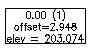 0.00 (1)
offset=2.948
elev = 203.074